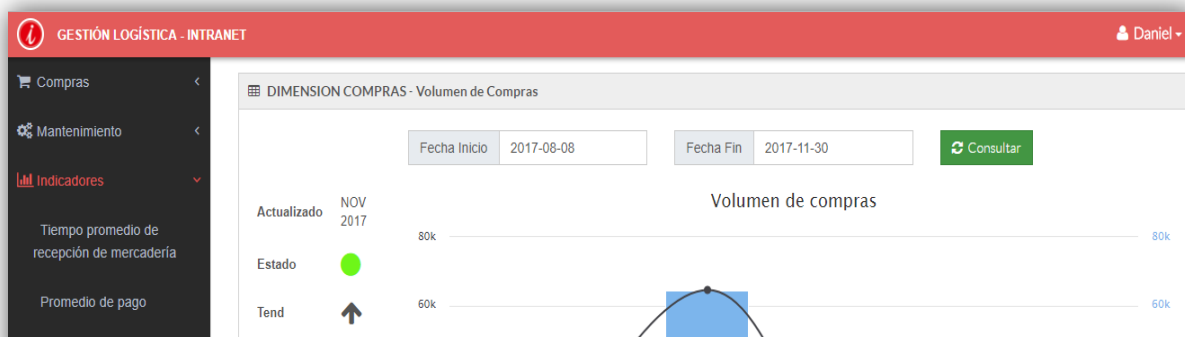 GESTIÓN LOGÍSTICA - INTRANET
Daniel
Compras
Mantenimiento
Indicadores
Tiempo promedio de
recepción de mercadería
Promedio de pago
DIMENSION COMPRAS - Volumen de Compras
Fecha Inicio 2017-08-08 Fecha Fin 2017-11-30 Consultar
Volumen de compras
Actualizado NOV
2017
Estado
Tend
80k 80k
60k 60k